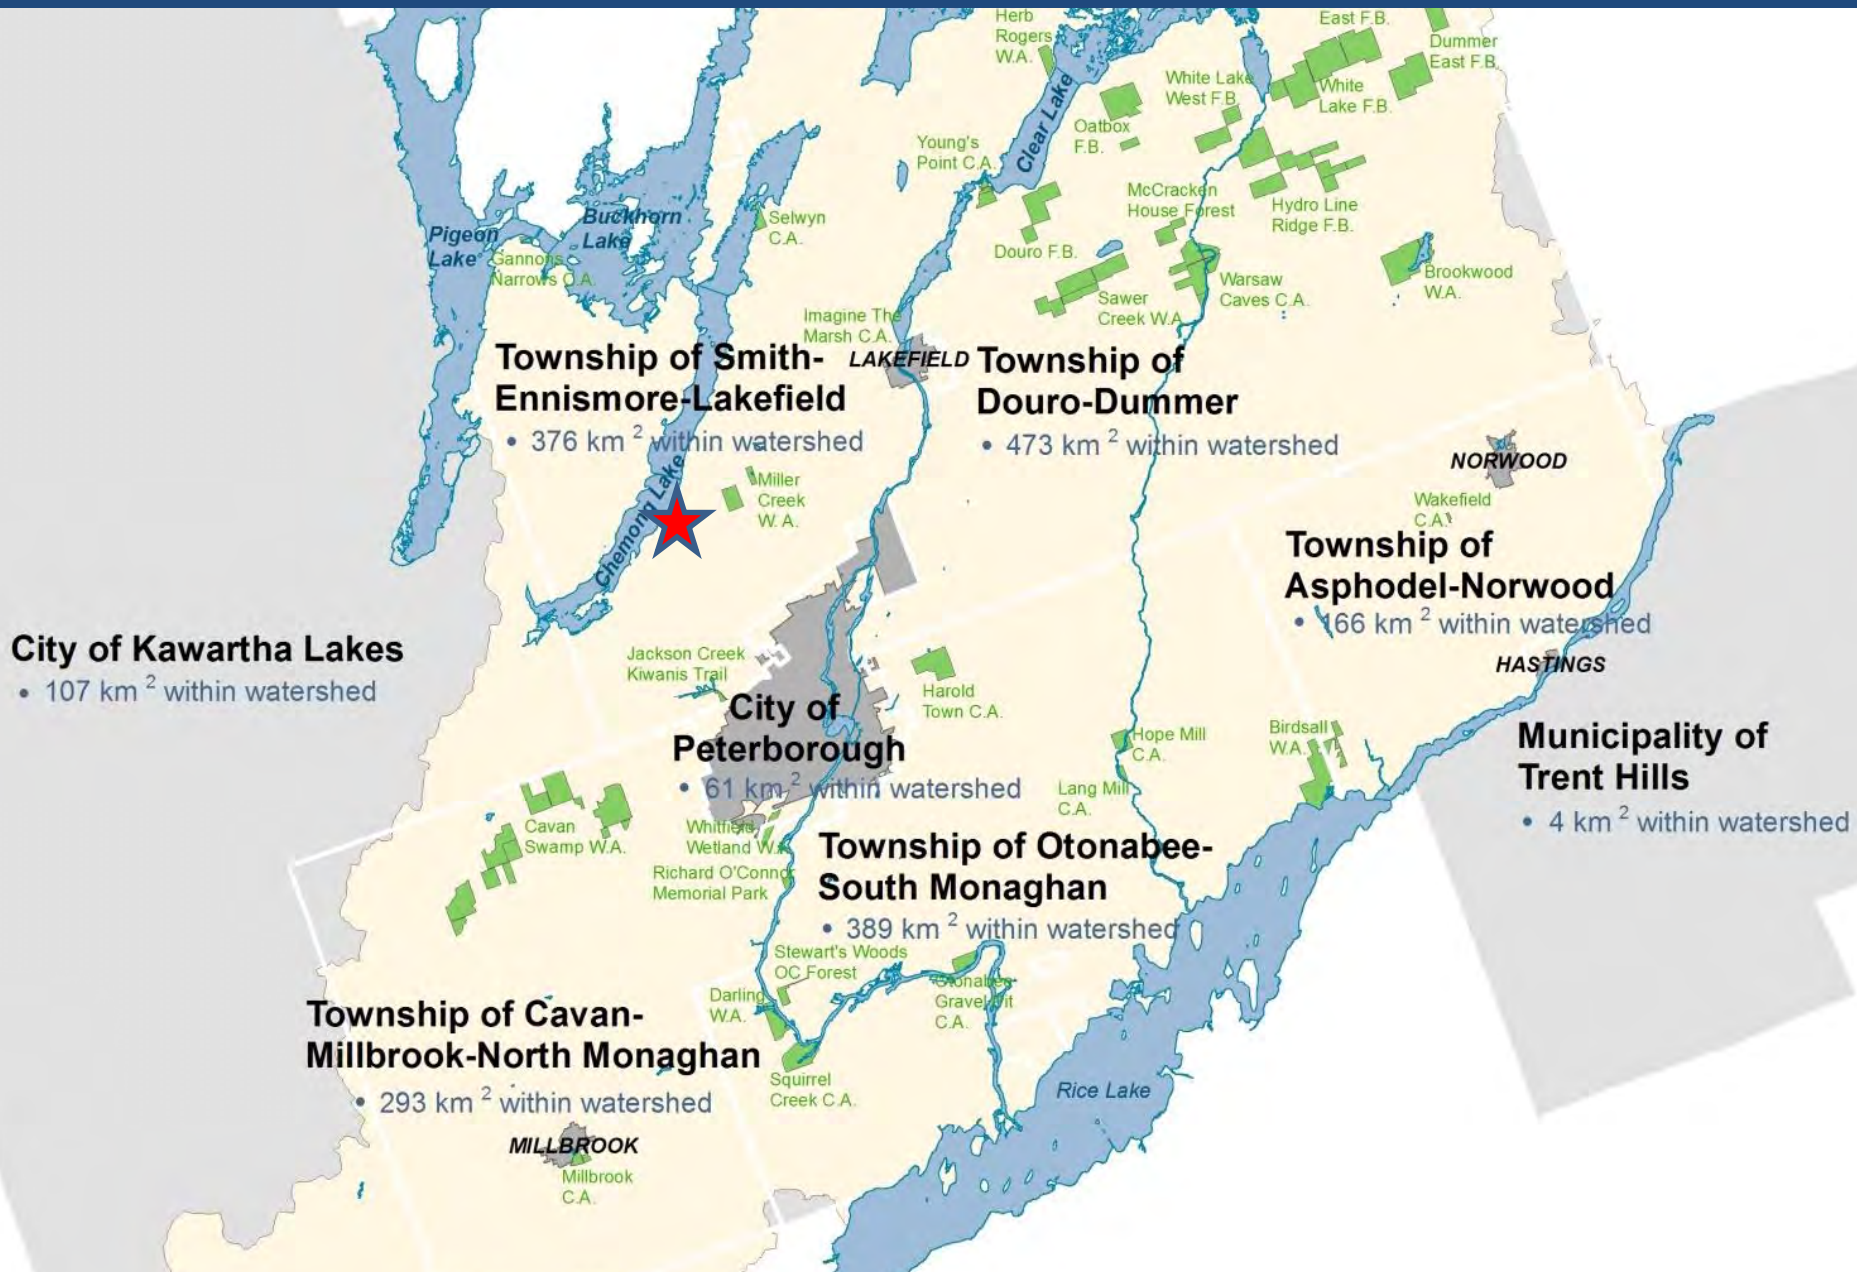 Herb
Rogers
W.A.
East F.B.
Dummer
East F.B.
White Lake
West F.B.
White
Lake F.B.
Clear Lake
Oatbox
F.B.
Young's
Point C.A.
McCracken
House Forest
Hydro Line
Ridge F.B.
Selwyn
C.A.
Buckhorn
Lake
Pigeon
Lake
Gannons
Narrows C.A.
Douro F.B.
Warsaw
Caves C.A.
Brookwood
W.A.
Sawer
Creek W.A.
Imagine The
Marsh C.A.
LAKEFIELD
Township of Smith-
Ennismore-Lakefield
• 376 km 2 within watershed
Township of
Douro-Dummer
• 473 km 2 within watershed
NORWOOD
Wakefield
C.A.
Miller
Creek
W.A.
Chemong Lake
Township of
Asphodel-Norwood
• 166 km 2 within watershed
HASTINGS
City of Kawartha Lakes
• 107 km 2 within watershed
Jackson Creek
Kiwanis Trail
Harold
Town C.A.
City of
Peterborough
• 61 km 2 within watershed
Hope Mill
C.A.
Birdsall
W.A.
Lang Mill
C.A.
Municipality of
Trent Hills
• 4 km 2 within watershed
Cavan
Swamp W.A.
Whitfield
Wetland W.A.
Richard O'Connor
Memorial Park
Township of Otonabee-
South Monaghan
• 389 km 2 within watershed
Stewart's Woods
OC Forest
Darling
W.A.
Otonabee
Gravel Pit
C.A.
Township of Cavan-
Millbrook-North Monaghan
• 293 km 2 within watershed
Squirrel
Creek C.A.
Rice Lake
MILLBROOK
Millbrook
C.A.